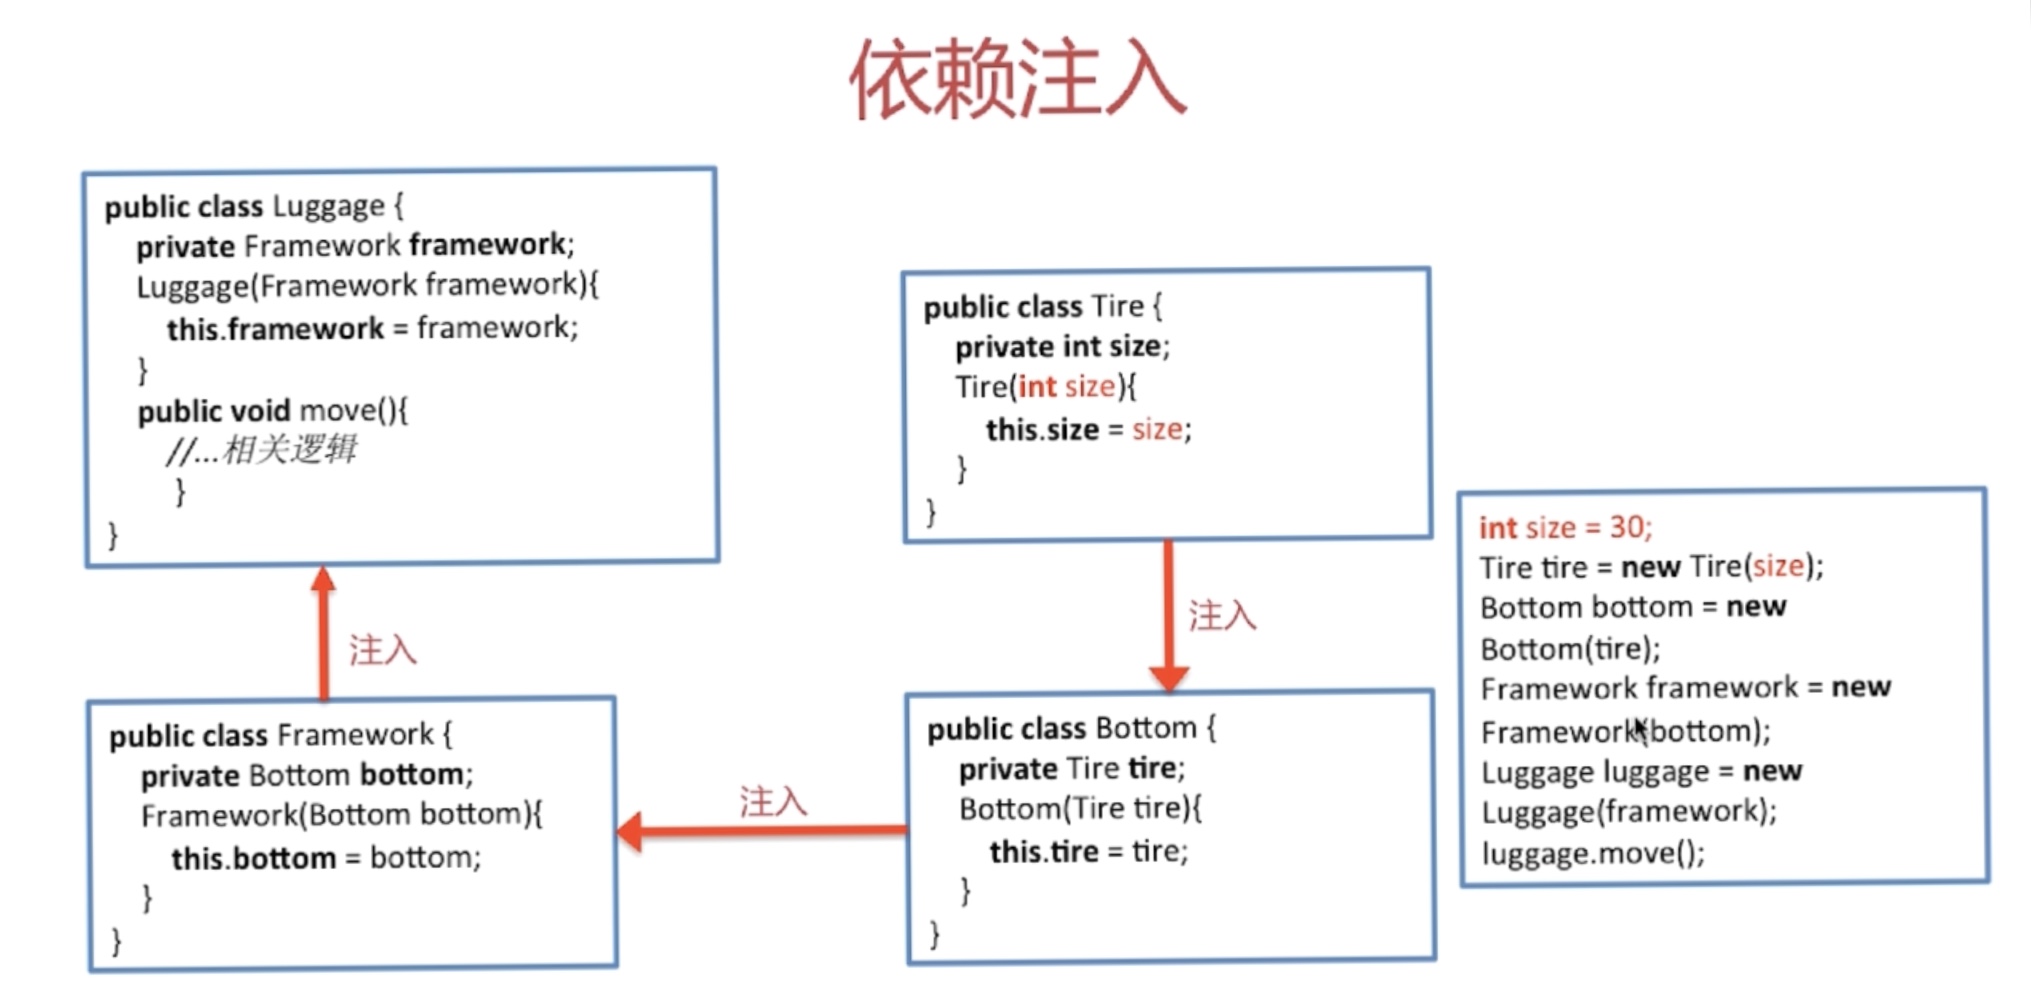 依赖注入
public class Luggage {
private Framework framework;
Luggage(Framework framework){
this.framework = framework;
}
public void move(){
//...相关逻辑
}
}
注入
public class Framework {
private Bottom bottom;
Framework(Bottom bottom){
this.bottom = bottom;
}
}
注入
public class Tire {
private int size;
Tire(int size){
this.size = size;
}
}
注入
public class Bottom {
private Tire tire;
Bottom(Tire tire){
this.tire = tire;
}
}
int size = 30;
Tire tire = new Tire(size);
Bottom bottom = new
Bottom(tire);
Framework framework = new
Framework(bottom);
Luggage luggage = new
Luggage(framework);
luggage.move();